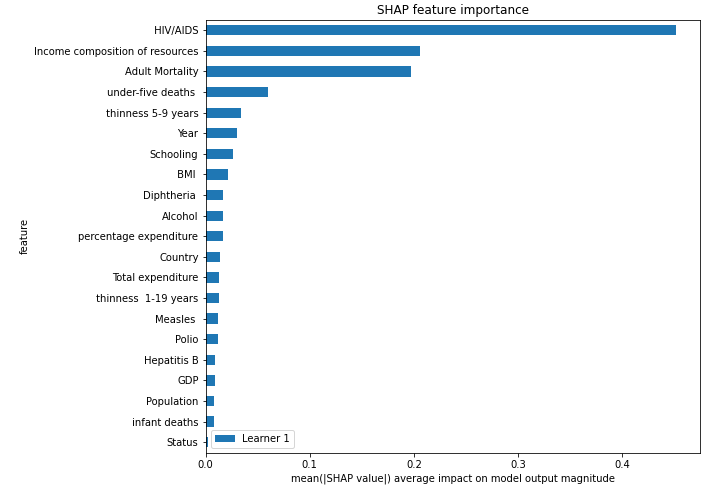 SHAP feature importance
HIV/AIDS
Income composition of resources
Adult Mortality
under-five deaths
thinness 5-9 years
Year
Schooling
BMI
Diphtheria
Alcohol
percentage expenditure
Country
Total expenditure
thinness  1-19 years
Measles
Polio
Hepatitis B
GDP
Population
infant deaths
Status
feature
Learner 1
0.0 0.1 0.2 0.3 0.4
mean(|SHAP value|) average impact on model output magnitude